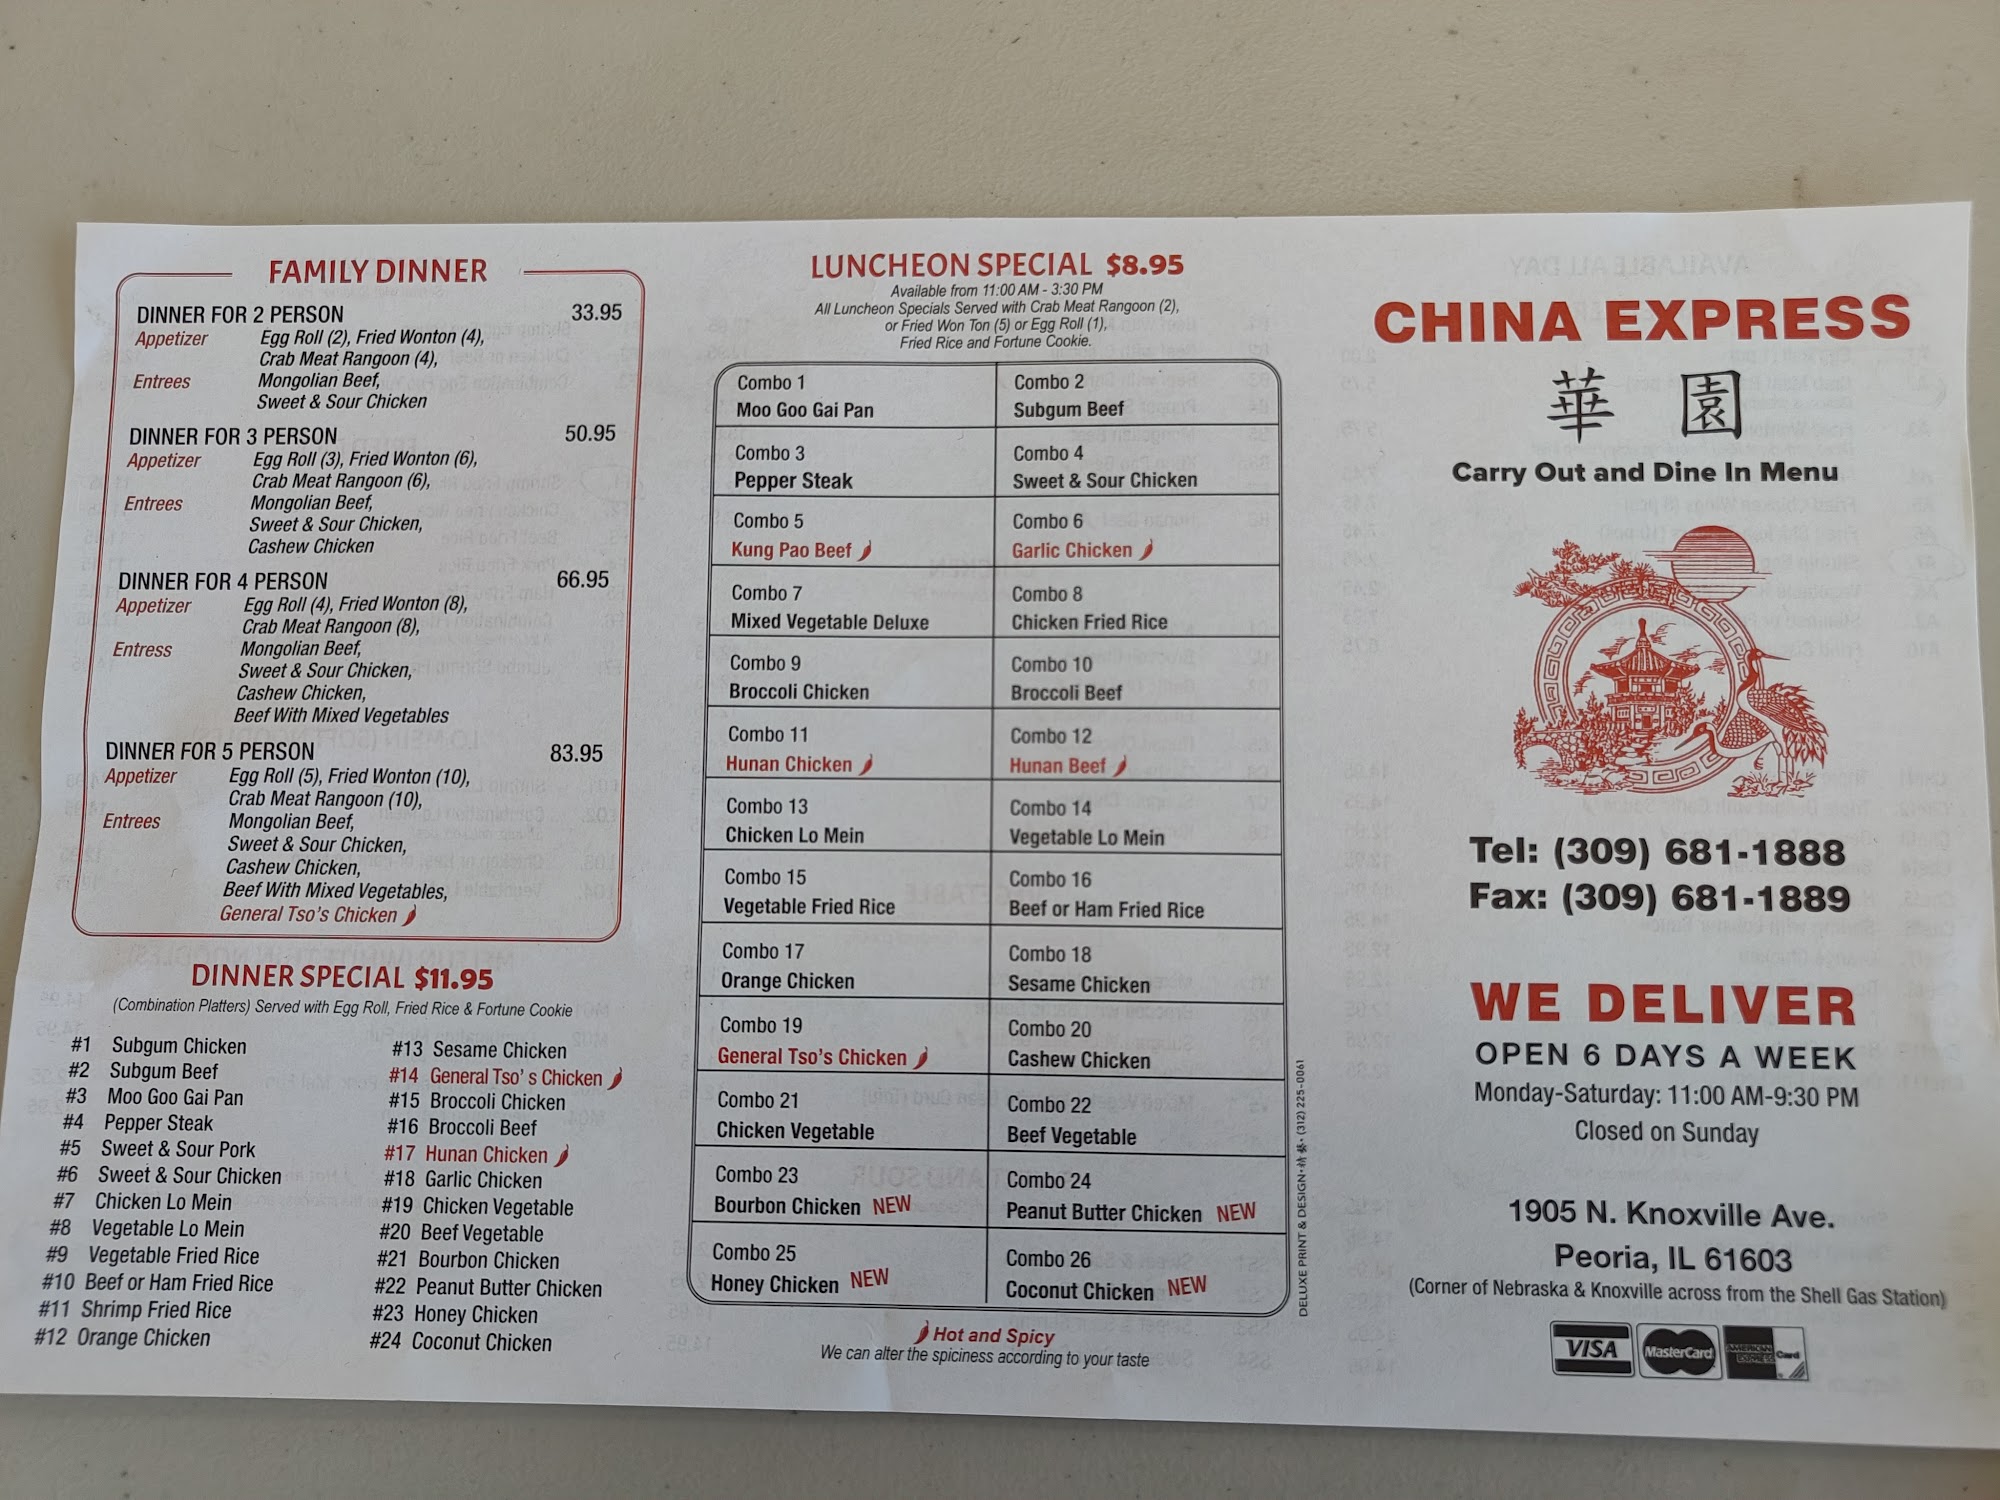 FAMILY DINNER
DINNER FOR 2 PERSON 33.95
Appetizer Egg Roll (2), Fried Wonton (4),
Crab Meat Rangoon (4),
Entrees Mongolian Beef,
Sweet & Sour Chicken
DINNER FOR 3 PERSON 50.95
Appetizer Egg Roll (3), Fried Wonton (6),
Crab Meat Rangoon (6),
Entrees Mongolian Beef,
Sweet & Sour Chicken,
Cashew Chicken
DINNER FOR 4 PERSON 66.95
Appetizer Egg Roll (4), Fried Wonton (8),
Crab Meat Rangoon (8),
Entress Mongolian Beef,
Sweet & Sour Chicken,
Cashew Chicken,
Beef With Mixed Vegetables
DINNER FOR 5 PERSON 83.95
Appetizer Egg Roll (5), Fried Wonton (10),
Crab Meat Rangoon (10),
Entrees Mongolian Beef,
Sweet & Sour Chicken,
Cashew Chicken,
Beef With Mixed Vegetables,
General Tso's Chicken
DINNER SPECIAL $11.95
(Combination Platters) Served with Egg Roll, Fried Rice & Fortune Cookie
#1 Subgum Chicken
#2 Subgum Beef
#3 Moo Goo Gai Pan
#4 Pepper Steak
#5 Sweet & Sour Pork
#6 Sweet & Sour Chicken
#7 Chicken Lo Mein
#8 Vegetable Lo Mein
#9 Vegetable Fried Rice
#10 Beef or Ham Fried Rice
#11 Shrimp Fried Rice
#12 Orange Chicken
#13 Sesame Chicken
#14 General Tso' s Chicken
#15 Broccoli Chicken
#16 Broccoli Beef
#17 Hunan Chicken
#18 Garlic Chicken
#19 Chicken Vegetable
#20 Beef Vegetable
#21 Bourbon Chicken
#22 Peanut Butter Chicken
#23 Honey Chicken
#24 Coconut Chicken
LUNCHEON SPECIAL $8.95
Available from 11:00 AM - 3:30 PM
All Luncheon Specials Served with Crab Meat Rangoon (2),
or Fried Won Ton (5) or Egg Roll (1),
Fried Rice and Fortune Cookie.
Combo 1
Moo Goo Gai Pan
Combo 2
Subgum Beef
Combo 3
Pepper Steak
Combo 4
Sweet & Sour Chicken
Combo 5
Kung Pao Beef
Combo 6
Garlic Chicken
Combo 7
Mixed Vegetable Deluxe
Combo 8
Chicken Fried Rice
Combo 9
Broccoli Chicken
Combo 10
Broccoli Beef
Combo 11
Hunan Chicken
Combo 12
Hunan Beef
Combo 13
Chicken Lo Mein
Combo 14
Vegetable Lo Mein
Combo 15
Vegetable Fried Rice
Combo 16
Beef or Ham Fried Rice
Combo 17
Orange Chicken
Combo 18
Sesame Chicken
Combo 19
General Tso's Chicken
Combo 20
Cashew Chicken
Combo 21
Chicken Vegetable
Combo 22
Beef Vegetable
Combo 23
Bourbon Chicken NEW
Combo 24
Peanut Butter Chicken NEW
Combo 25
Honey Chicken NEW
Combo 26
Coconut Chicken NEW
Hot and Spicy
We can alter the spiciness according to your taste
DELUXE PRINT & DESIGN • 精藝 • (312) 225-0061
CHINA EXPRESS
華 園
Carry Out and Dine In Menu
Tel: (309) 681-1888
Fax: (309) 681-1889
WE DELIVER
OPEN 6 DAYS A WEEK
Monday-Saturday: 11:00 AM-9:30 PM
Closed on Sunday
1905 N. Knoxville Ave.
Peoria, IL 61603
(Corner of Nebraska & Knoxville across from the Shell Gas Station)
VISA MasterCard AMERICAN EXPRESS Card